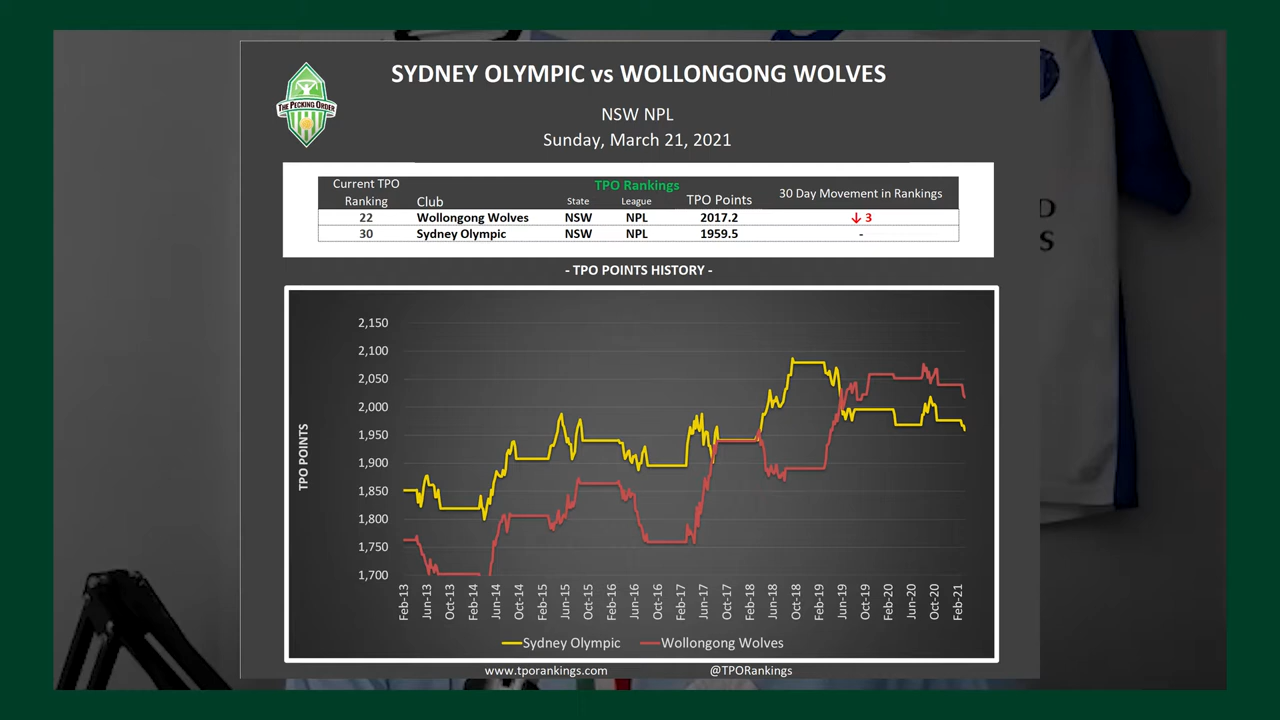 SYDNEY OLYMPIC vs WOLLONGONG WOLVES
THE PECKING ORDER
NSW NPL
Sunday, March 21, 2021
Current TPO Ranking Club TPO Rankings State League TPO Points 30 Day Movement in Rankings
22 Wollongong Wolves NSW NPL 2017.2 ↓ 3
30 Sydney Olympic NSW NPL 1959.5 -
- TPO POINTS HISTORY -
TPO POINTS
2,150
2,100
2,050
2,000
1,950
1,900
1,850
1,800
1,750
1,700
Feb-13 Jun-13 Oct-13 Feb-14 Jun-14 Oct-14 Feb-15 Jun-15 Oct-15 Feb-16 Jun-16 Oct-16 Feb-17 Jun-17 Oct-17 Feb-18 Jun-18 Oct-18 Feb-19 Jun-19 Oct-19 Feb-20 Jun-20 Oct-20 Feb-21
Sydney Olympic Wollongong Wolves
www.tporankings.com @TPORankings